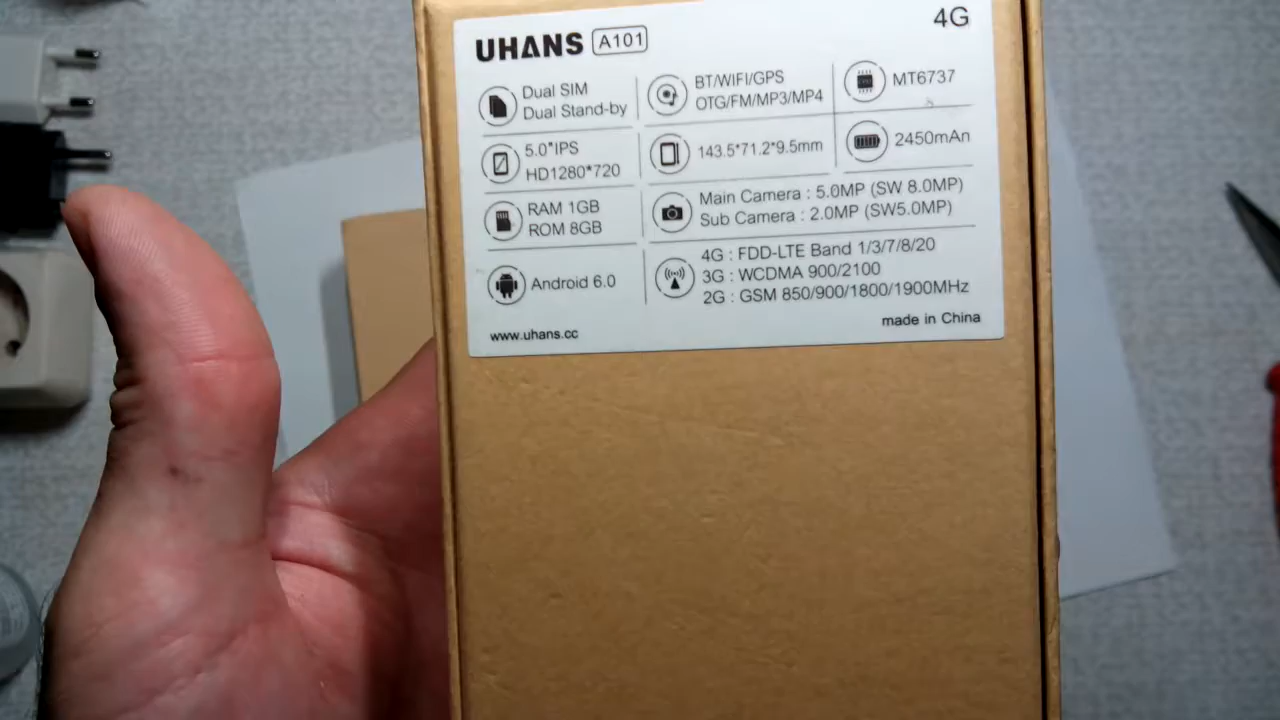 UHANS A101
4G
Dual SIM
Dual Stand-by
BT/WIFI/GPS
OTG/FM/MP3/MP4
MT6737
5.0"IPS
HD1280*720
143.5*71.2*9.5mm
2450mAn
RAM 1GB
ROM 8GB
Main Camera : 5.0MP (SW 8.0MP)
Sub Camera : 2.0MP (SW5.0MP)
Android 6.0
4G : FDD-LTE Band 1/3/7/8/20
3G : WCDMA 900/2100
2G : GSM 850/900/1800/1900MHz
www.uhans.cc
made in China